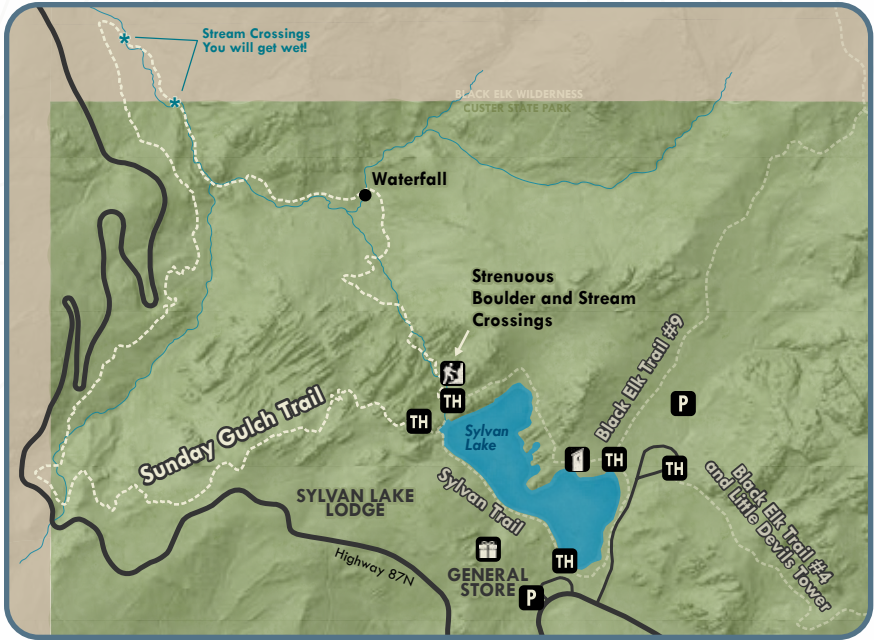 Stream Crossings
You will get wet!
BLACK ELK WILDERNESS
CUSTER STATE PARK
Waterfall
Strenuous
Boulder and Stream
Crossings
Black Elk Trail #9
P
TH
TH
Sylvan
Lake
Sunday Gulch Trail
TH
TH
Black Elk Trail #4
and Little Devils Tower
Sylvan Trail
SYLVAN LAKE
LODGE
Highway 87N
GENERAL
STORE
TH
P